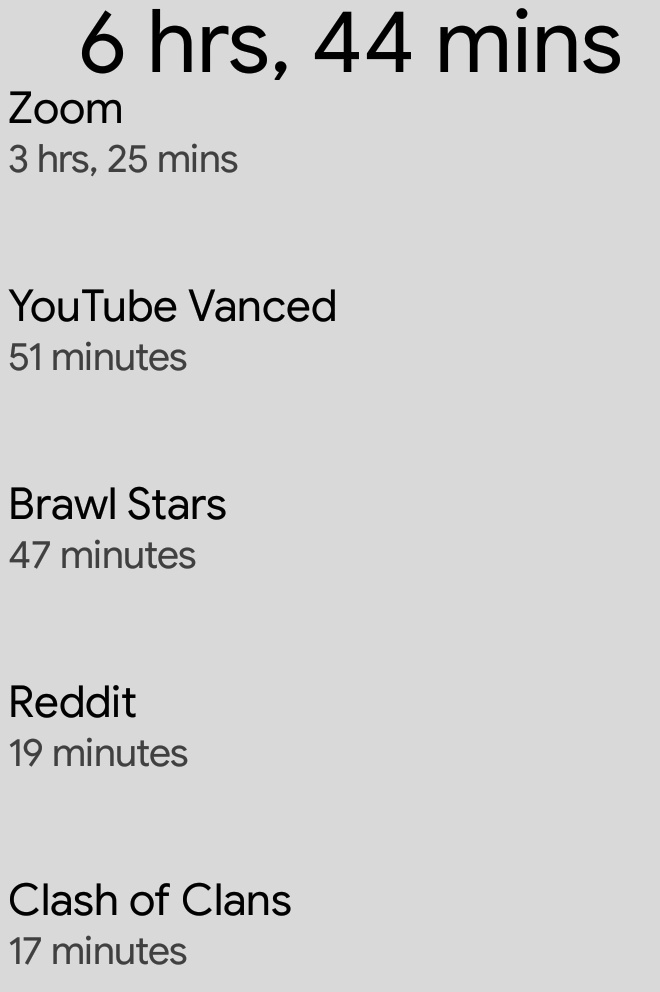 6 hrs, 44 mins
Zoom
3 hrs, 25 mins
YouTube Vanced
51 minutes
Brawl Stars
47 minutes
Reddit
19 minutes
Clash of Clans
17 minutes